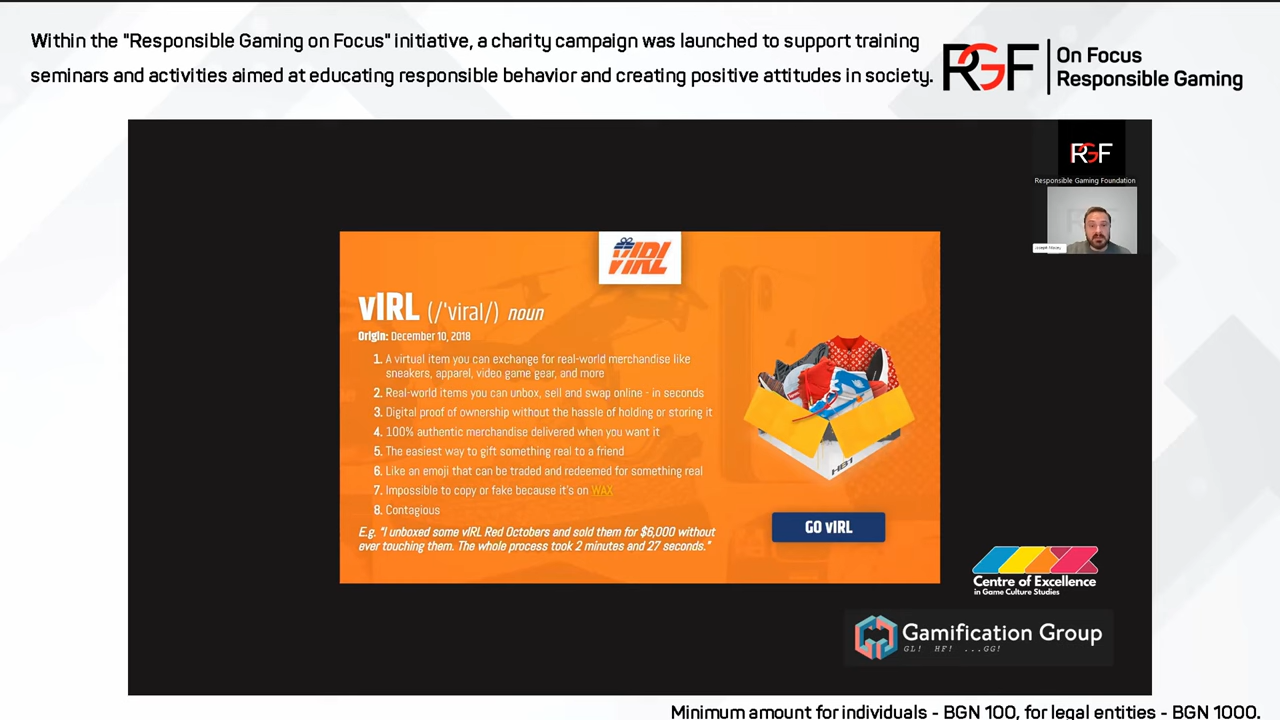 Within the "Responsible Gaming on Focus" initiative, a charity campaign was launched to support training
seminars and activities aimed at educating responsible behavior and creating positive attitudes in society.
RGF
On Focus
Responsible Gaming
RGF
Responsible Gaming Foundation
vIRL
vIRL (/'viral/) noun
Origin: December 10, 2018
1. A virtual item you can exchange for real-world merchandise like
sneakers, apparel, video game gear, and more
2. Real-world items you can unbox, sell and swap online - in seconds
3. Digital proof of ownership without the hassle of holding or storing it
4. 100% authentic merchandise delivered when you want it
5. The easiest way to gift something real to a friend
6. Like an emoji that can be traded and redeemed for something real
7. Impossible to copy or fake because it's on WAX
8. Contagious
E.g. "I unboxed some vIRL Red Octobers and sold them for $6,000 without
ever touching them. The whole process took 2 minutes and 27 seconds."
GO vIRL
Centre of Excellence
in Game Culture Studies
Gamification Group
GL! HF! ...GG!
Minimum amount for individuals - BGN 100, for legal entities - BGN 1000.